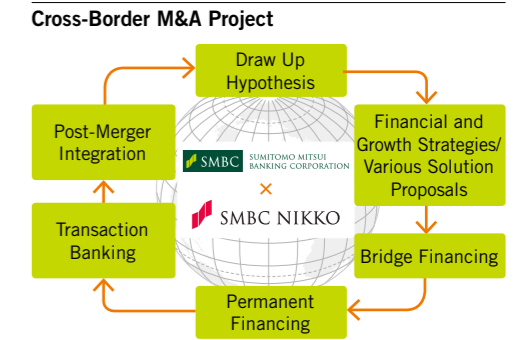 Cross-Border M&A Project
Draw Up
Hypothesis
Financial and
Growth Strategies/
Various Solution
Proposals
Bridge Financing
Permanent
Financing
Transaction
Banking
Post-Merger
Integration
SMBC
SUMITOMO MITSUI
BANKING CORPORATION
×
SMBC NIKKO